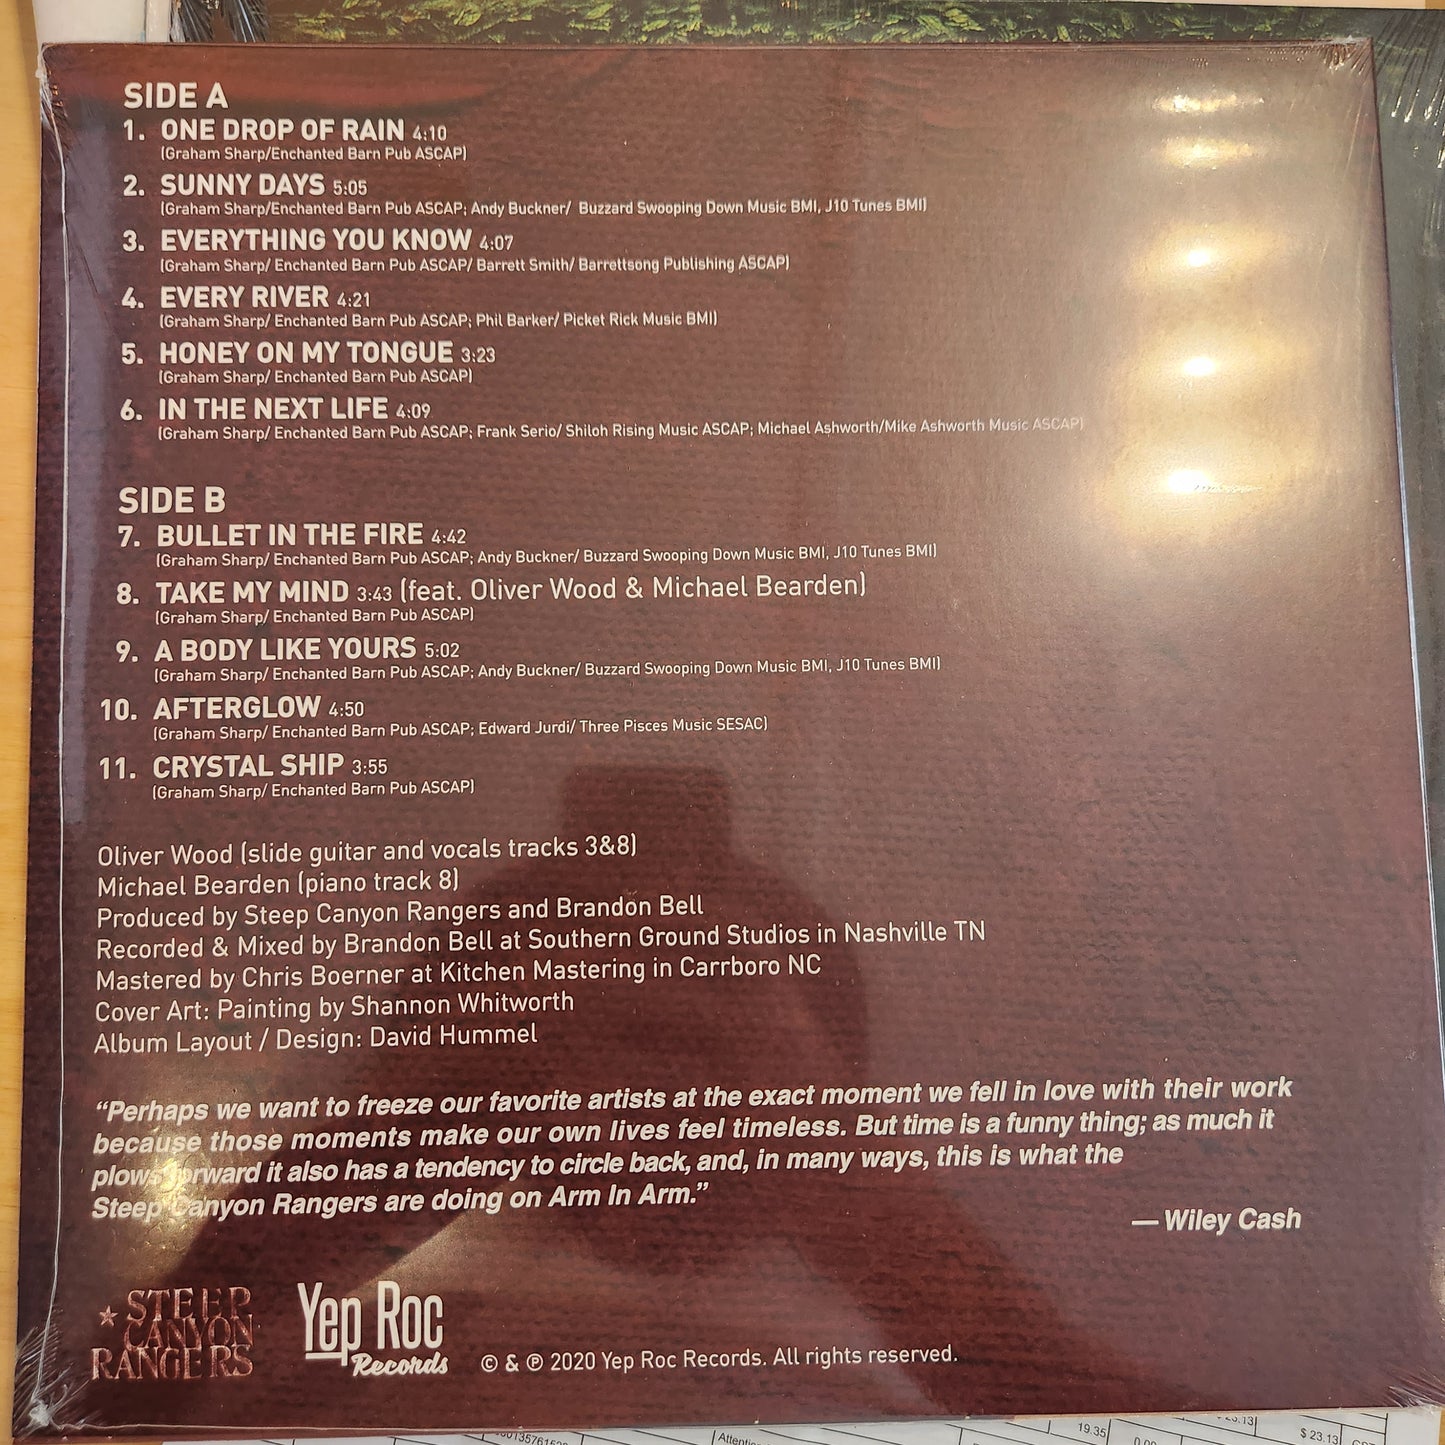 SIDE A
1. ONE DROP OF RAIN 4:10
(Graham Sharp/Enchanted Barn Pub ASCAP)
2. SUNNY DAYS 5:05
(Graham Sharp/Enchanted Barn Pub ASCAP; Andy Buckner/ Buzzard Swooping Down Music BMI, J10 Tunes BMI)
3. EVERYTHING YOU KNOW 4:07
(Graham Sharp/ Enchanted Barn Pub ASCAP/ Barrett Smith/ Barrettsong Publishing ASCAP)
4. EVERY RIVER 4:21
(Graham Sharp/ Enchanted Barn Pub ASCAP; Phil Barker/ Picket Rick Music BMI)
5. HONEY ON MY TONGUE 3:23
(Graham Sharp/ Enchanted Barn Pub ASCAP)
6. IN THE NEXT LIFE 4:09
(Graham Sharp/ Enchanted Barn Pub ASCAP; Frank Serio/ Shiloh Rising Music ASCAP; Michael Ashworth/Mike Ashworth Music ASCAP)
SIDE B
7. BULLET IN THE FIRE 4:42
(Graham Sharp/ Enchanted Barn Pub ASCAP; Andy Buckner/ Buzzard Swooping Down Music BMI, J10 Tunes BMI)
8. TAKE MY MIND 3:43 (feat. Oliver Wood & Michael Bearden)
(Graham Sharp/ Enchanted Barn Pub ASCAP)
9. A BODY LIKE YOURS 5:02
(Graham Sharp/ Enchanted Barn Pub ASCAP; Andy Buckner/ Buzzard Swooping Down Music BMI, J10 Tunes BMI)
10. AFTERGLOW 4:50
(Graham Sharp/ Enchanted Barn Pub ASCAP; Edward Jurdi/ Three Pisces Music SESAC)
11. CRYSTAL SHIP 3:55
(Graham Sharp/ Enchanted Barn Pub ASCAP)
Oliver Wood (slide guitar and vocals tracks 3&8)
Michael Bearden (piano track 8)
Produced by Steep Canyon Rangers and Brandon Bell
Recorded & Mixed by Brandon Bell at Southern Ground Studios in Nashville TN
Mastered by Chris Boerner at Kitchen Mastering in Carrboro NC
Cover Art: Painting by Shannon Whitworth
Album Layout / Design: David Hummel
“Perhaps we want to freeze our favorite artists at the exact moment we fell in love with their work
because those moments make our own lives feel timeless. But time is a funny thing; as much it
plows forward it also has a tendency to circle back, and, in many ways, this is what the
Steep Canyon Rangers are doing on Arm In Arm.”
— Wiley Cash
STEEP
CANYON
RANGERS
Yep Roc
Records
© & ℗ 2020 Yep Roc Records. All rights reserved.
19.35
$ 23.13